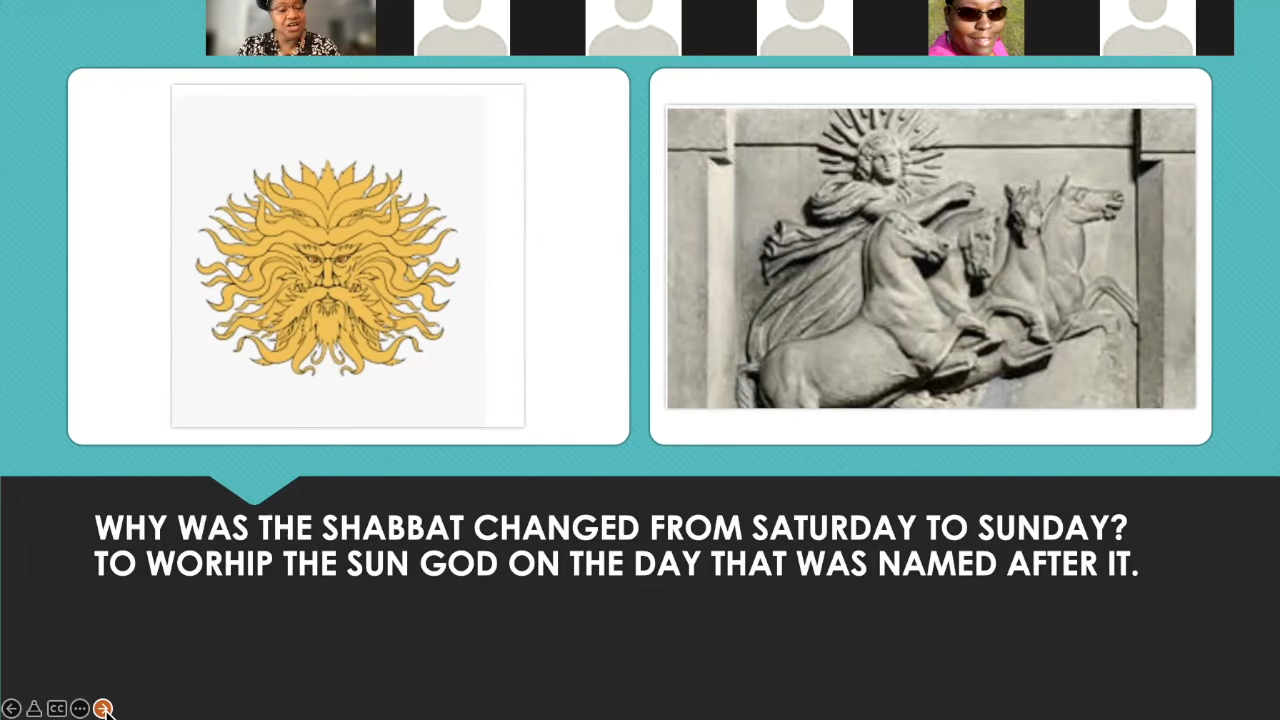 WHY WAS THE SHABBAT CHANGED FROM SATURDAY TO SUNDAY?
TO WORHIP THE SUN GOD ON THE DAY THAT WAS NAMED AFTER IT.
CC